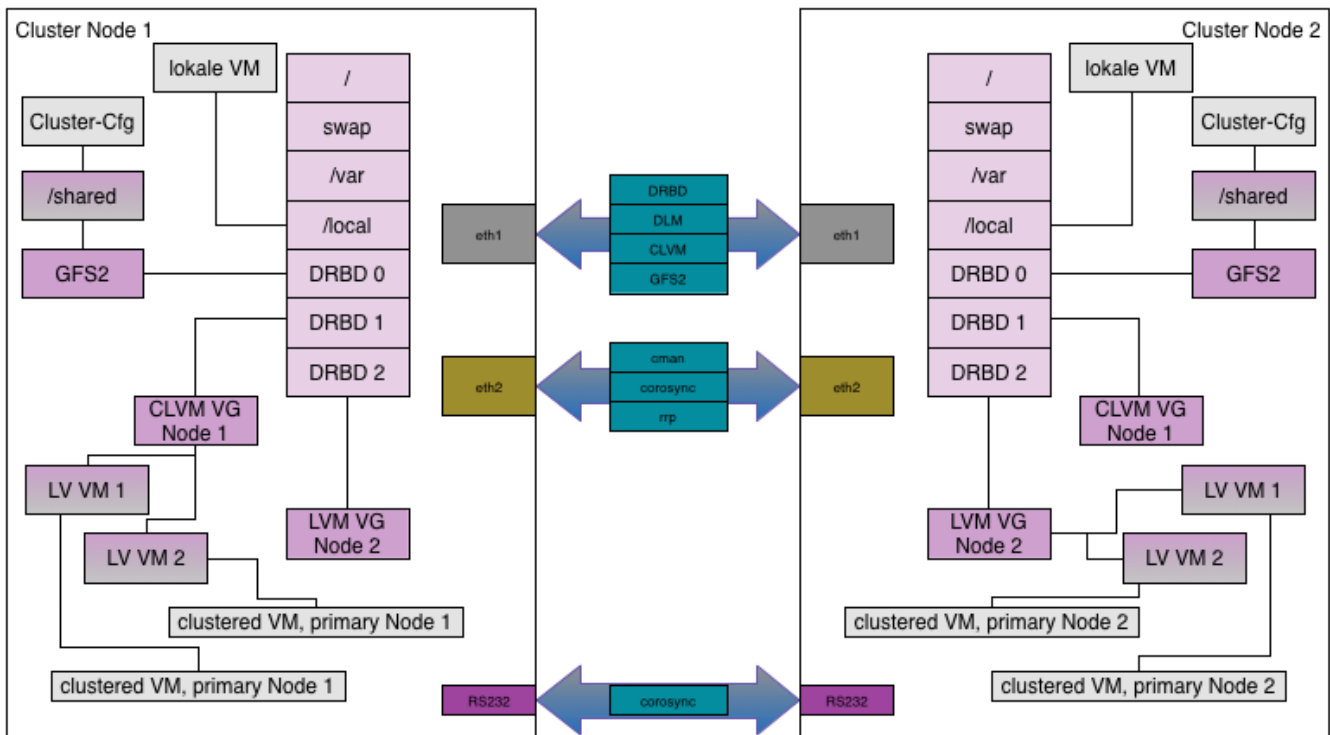 Cluster Node 1
lokale VM
Cluster-Cfg
/shared
GFS2
/
swap
/var
/local
DRBD 0
DRBD 1
DRBD 2
CLVM VG
Node 1
LV VM 1
LV VM 2
LVM VG
Node 2
clustered VM, primary Node 1
clustered VM, primary Node 1
eth1
eth2
RS232
DRBD
DLM
CLVM
GFS2
cman
corosync
rrp
corosync
Cluster Node 2
eth1
eth2
RS232
/
swap
/var
/local
DRBD 0
DRBD 1
DRBD 2
lokale VM
Cluster-Cfg
/shared
GFS2
CLVM VG
Node 1
LVM VG
Node 2
LV VM 1
LV VM 2
clustered VM, primary Node 2
clustered VM, primary Node 2